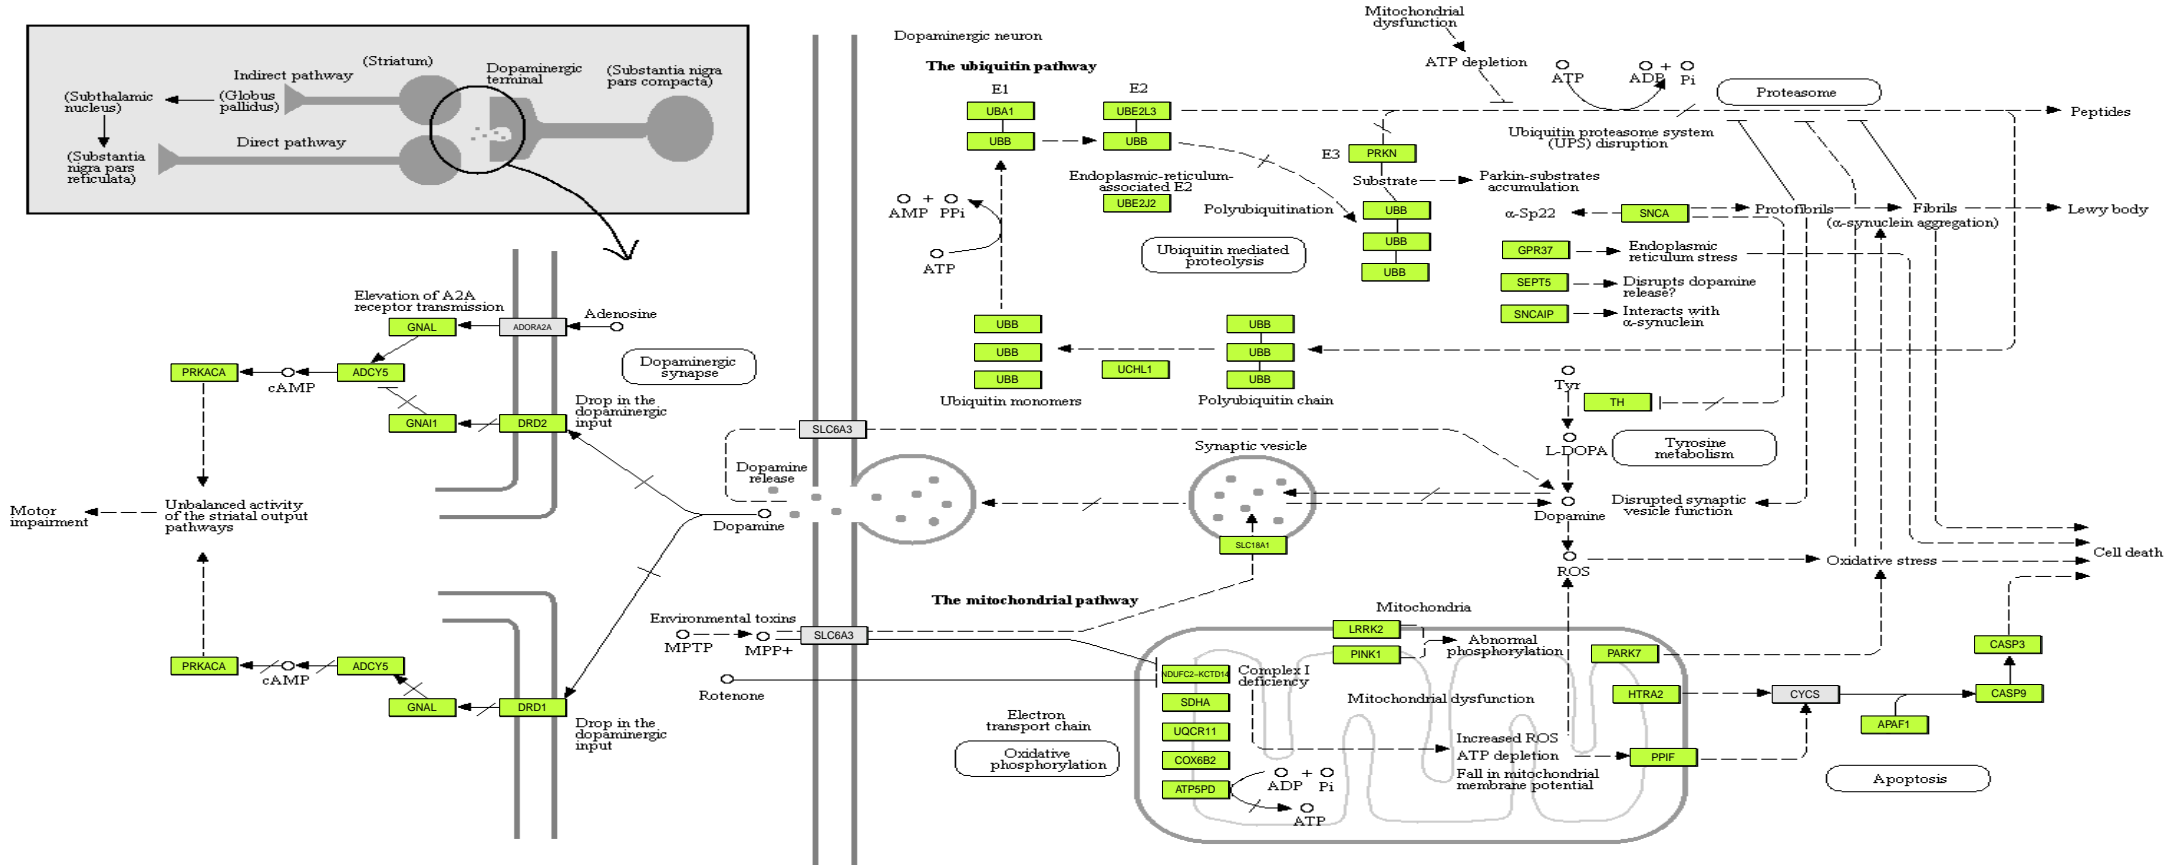 Indirect pathway
(Striatum)
Dopaminergic
terminal
(Substantia nigra
pars compacta)
(Subthalamic
nucleus)
(Globus
pallidus)
Direct pathway
(Substantia
nigra pars
reticulata)
Dopaminergic neuron
The ubiquitin pathway
E1
E2
UBA1
UBE2L3
UBB
UBB
Endoplasmic-reticulum-
associated E2
UBE2J2
AMP + PPi
ATP
Polyubiquitination
Ubiquitin mediated
proteolysis
Mitochondrial
dysfunction
ATP depletion
ATP
ADP + Pi
Proteasome
Peptides
Ubiquitin proteasome system
(UPS) disruption
E3
PRKN
Substrate
Parkin-substrates
accumulation
UBB
UBB
UBB
α-Sp22
SNCA
Protofibrils
Fibrils
(α-synuclein aggregation)
Lewy body
GPR37
Endoplasmic
reticulum stress
SEPT5
Disrupts dopamine
release?
SNCAIP
Interacts with
α-synuclein
UBB
UBB
UBB
Ubiquitin monomers
UCHL1
UBB
UBB
UBB
Polyubiquitin chain
Elevation of A2A
receptor transmission
GNAL
ADORA2A
Adenosine
PRKACA
cAMP
ADCY5
Dopaminergic
synapse
GNAI1
DRD2
Drop in the
dopaminergic
input
SLC6A3
Tyr
TH
L-DOPA
Tyrosine
metabolism
Synaptic vesicle
Dopamine
release
Dopamine
Motor
impairment
Unbalanced activity
of the striatal output
pathways
SLC18A1
Dopamine
Disrupted synaptic
vesicle function
ROS
Oxidative stress
Cell death
The mitochondrial pathway
Environmental toxins
MPTP
MPP+
SLC6A3
Rotenone
PRKACA
cAMP
ADCY5
GNAL
DRD1
Drop in the
dopaminergic
input
Mitochondria
LRRK2
PINK1
Abnormal
phosphorylation
PARK7
NDUFC2-KCTD14
Complex I
deficiency
SDHA
UQCR11
COX6B2
ATP5PD
Electron
transport chain
Oxidative
phosphorylation
Mitochondrial dysfunction
Increased ROS
ATP depletion
Fall in mitochondrial
membrane potential
ADP + Pi
ATP
HTRA2
PPIF
CYCS
APAF1
CASP9
CASP3
Apoptosis